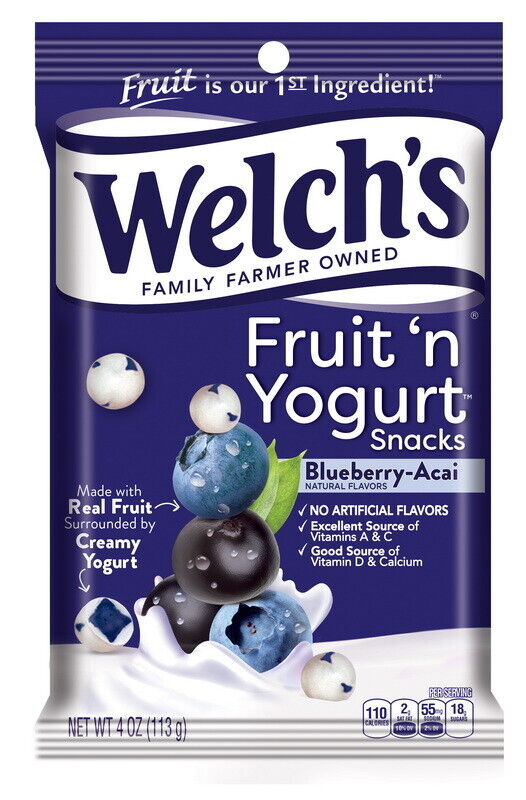 Fruit is our 1ST Ingredient!™
Welch's
FAMILY FARMER OWNED
®
Fruit 'n
Yogurt™
Snacks
Blueberry-Acai
NATURAL FLAVORS
✓ NO ARTIFICIAL FLAVORS
✓ Excellent Source of
Vitamins A & C
✓ Good Source of
Vitamin D & Calcium
Made with
Real Fruit
Surrounded by
Creamy
Yogurt
NET WT 4 OZ (113 g)
PER SERVING
110 CALORIES
2g SAT FAT 10% DV
55mg SODIUM 2% DV
18g SUGARS